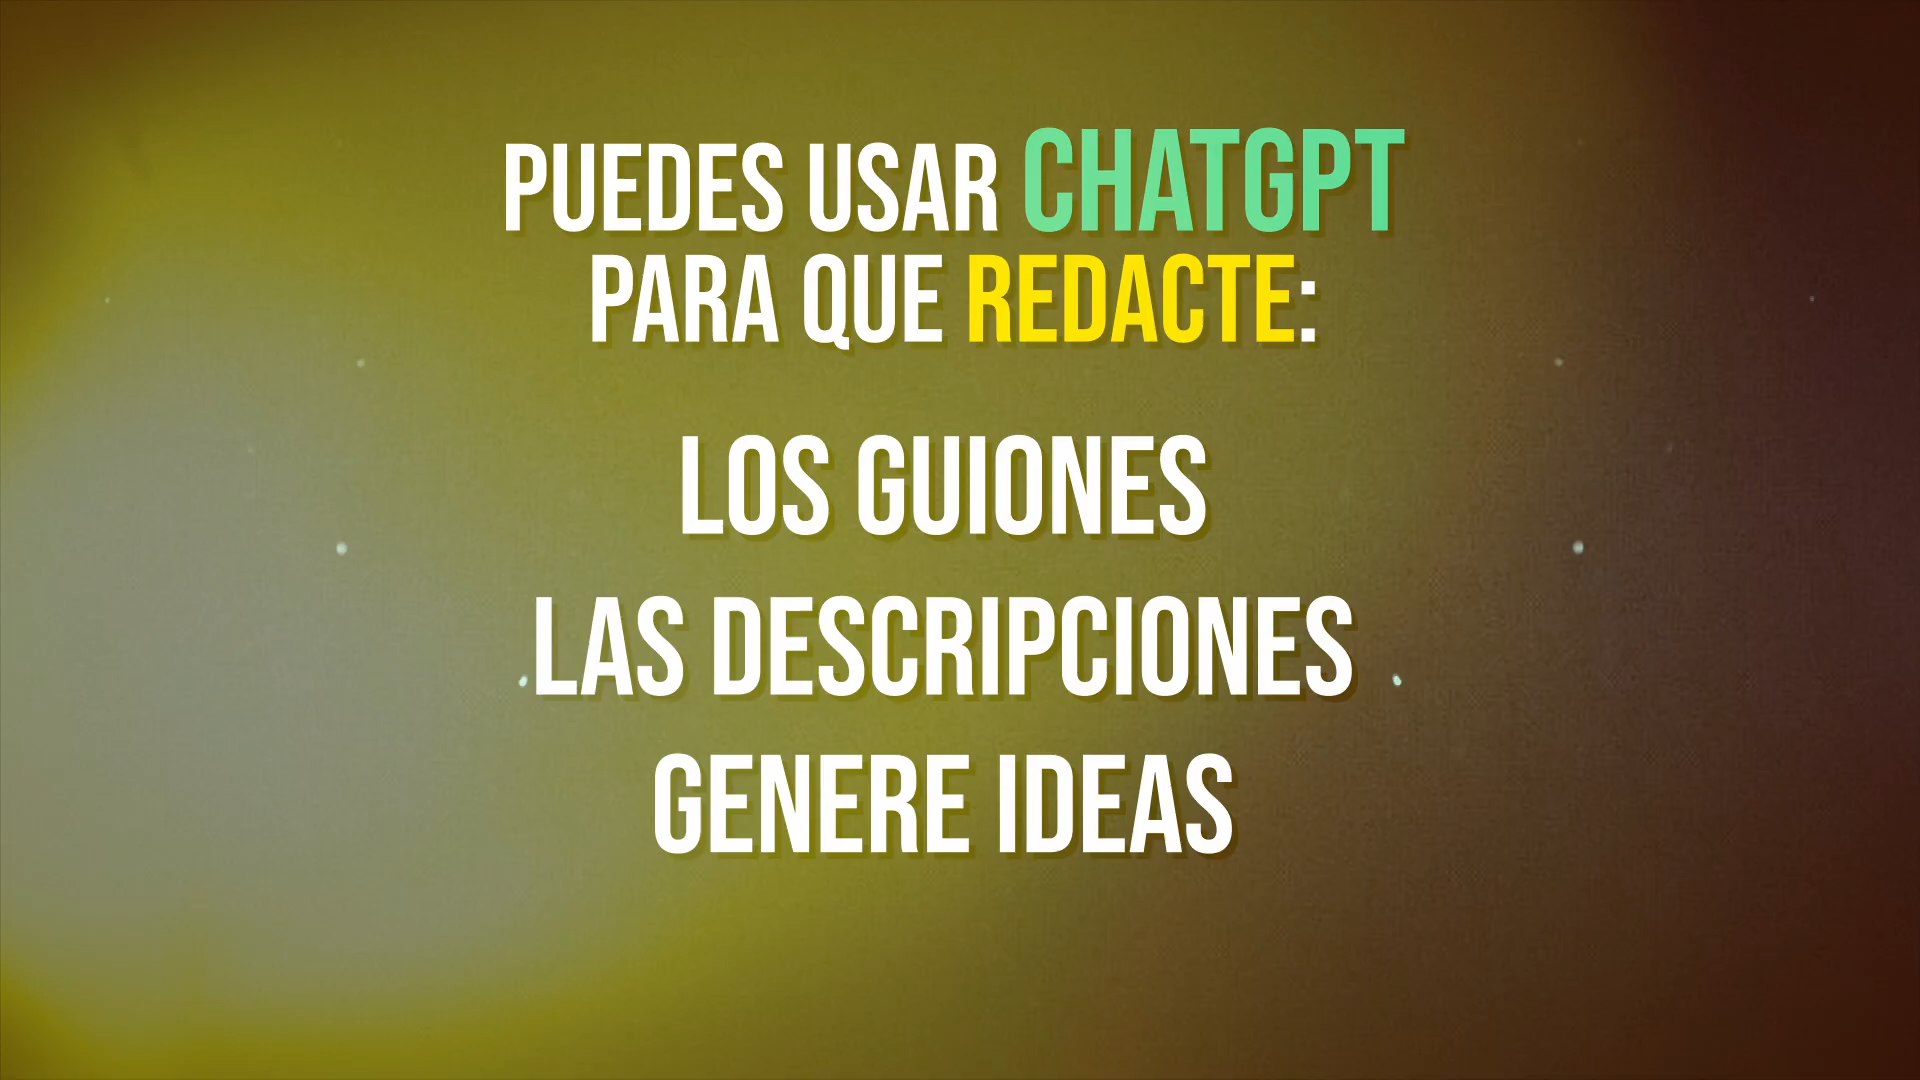 PUEDES USAR CHATGPT
PARA QUE REDACTE:
LOS GUIONES
LAS DESCRIPCIONES
GENERE IDEAS